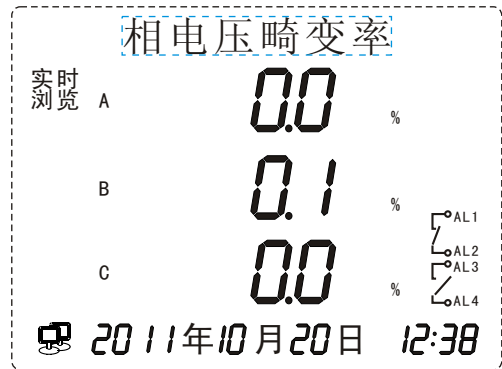 相电压畸变率
实时
浏览
A 0.0 %
B 0.1 %
C 0.0 %
AL1
AL2
AL3
AL4
2011年10月20日 12:38